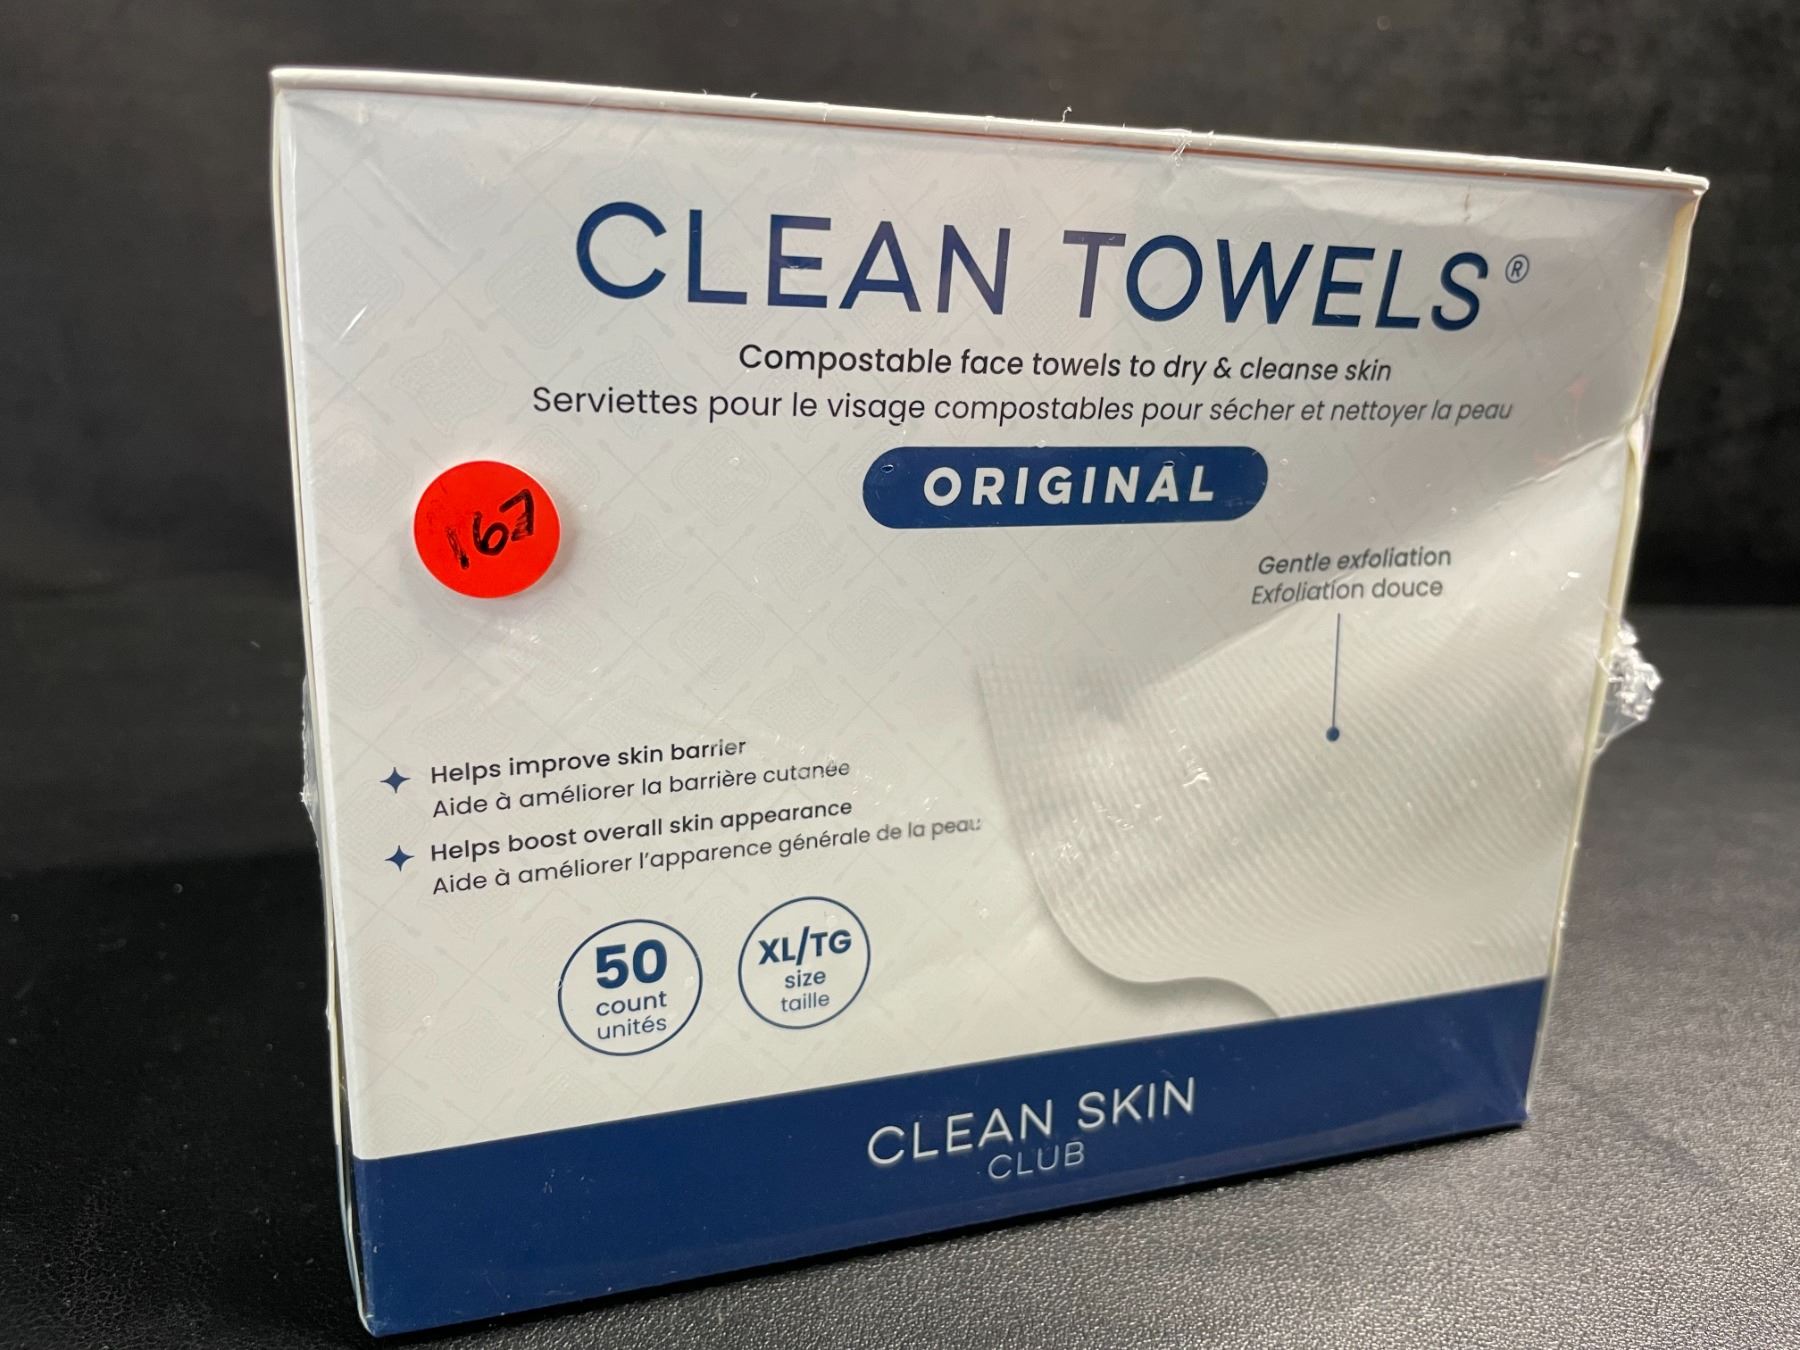 CLEAN TOWELS®
Compostable face towels to dry & cleanse skin
Serviettes pour le visage compostables pour sécher et nettoyer la peau
ORIGINAL
167
Gentle exfoliation
Exfoliation douce
Helps improve skin barrier
Aide à améliorer la barrière cutanée
Helps boost overall skin appearance
Aide à améliorer l'apparence générale de la peau
50
count
unités
XL/TG
size
taille
CLEAN SKIN
CLUB